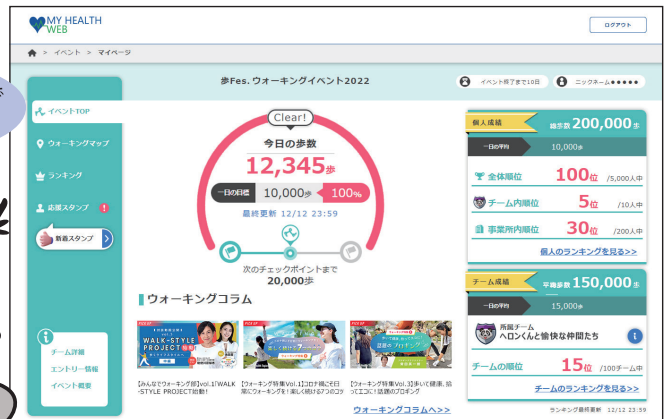 MY HEALTH
WEB
ログアウト
> イベント > マイページ
歩Fes.ウォーキングイベント2022
イベント終了まで10日
ニックネーム●●●●●
イベントTOP
ウォーキングマップ
ランキング
応援スタンプ
新着スタンプ
チーム詳細
エントリー情報
イベント概要
Clear!
今日の歩数
12,345歩
一日の目標 10,000歩 100%
最終更新 12/12 23:59
次のチェックポイントまで
20,000歩
ウォーキングコラム
WALK-STYLE
PROJECT
【みんなでウォーキング部】vol.1「WALK
-STYLE PROJECT始動!
【ウォーキング特集Vol.1】コロナ禍こそ日
常にウォーキングを!楽しく続ける7つのコツ
【ウォーキング特集Vol.3】歩いて健康、拾
ってエコに!話題のプロギング
ウォーキングコラムへ>>
個人成績
総歩数 200,000歩
一日の平均 10,000歩
全体順位 100位 /5,000人中
チーム内順位 5位 /10人中
事業所内順位 30位 /200人中
個人のランキングを見る>>
チーム成績
平均歩数 150,000歩
一日の平均 15,000歩
所属チーム
ヘロンくんと愉快な仲間たち
チームの順位 15位 /100チーム中
チームのランキングを見る>>
ランキング最終更新 12/12 23:59